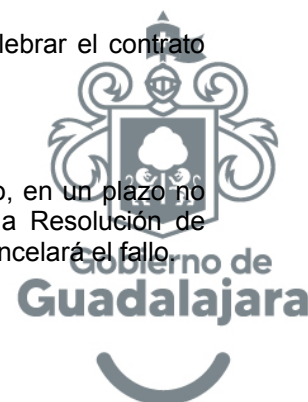 lebrar el contrato
o, en un plazo no
a Resolución de
ncelará el fallo.
Gobierno de
Guadalajara